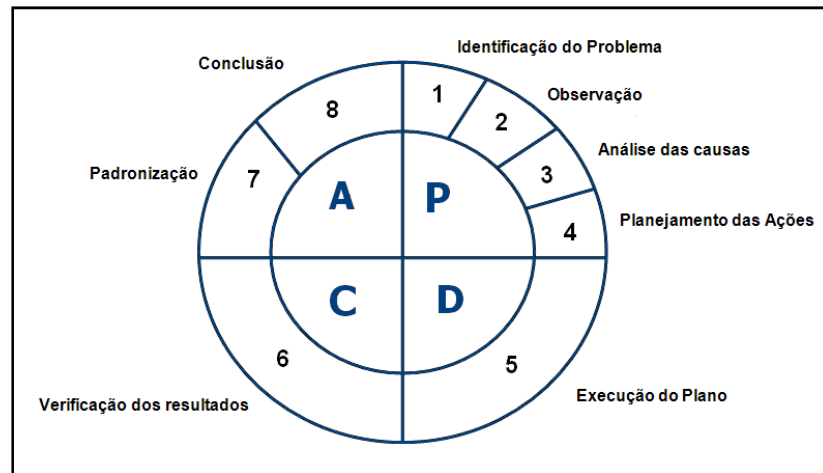 Identificação do Problema
Conclusão
1
Observação
8
2
Análise das causas
Padronização
7
3
A
P
Planejamento das Ações
4
C
D
6
5
Execução do Plano
Verificação dos resultados